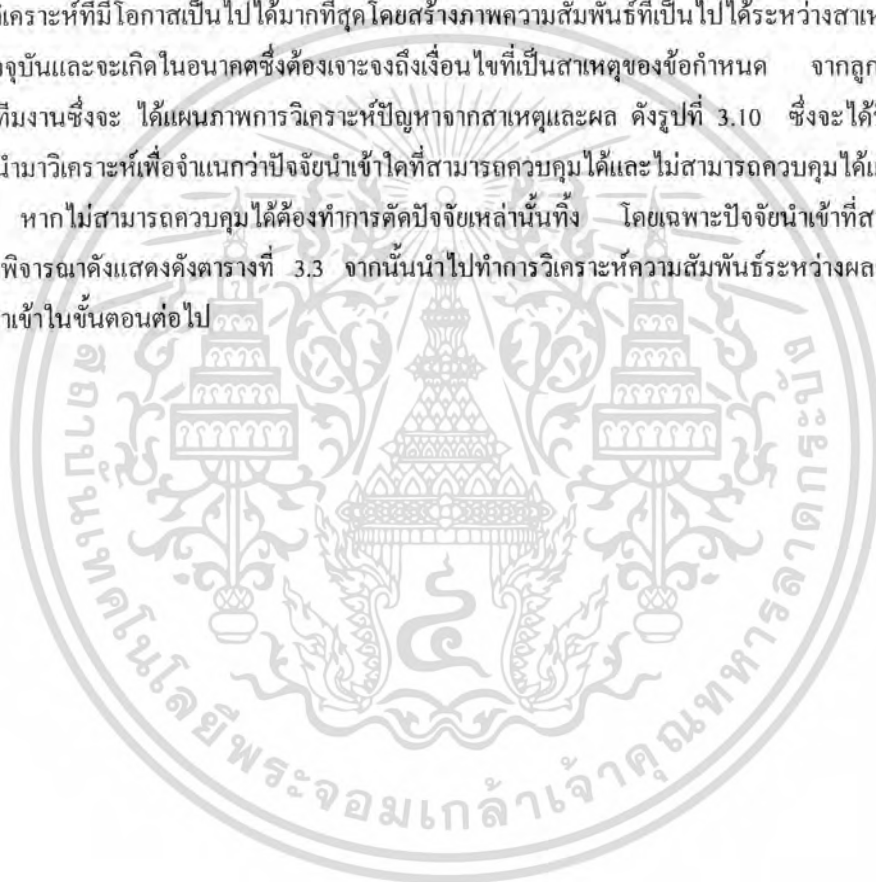 วิเคราะห์ที่มีโอกาสเป็นไปได้มากที่สุดโดยสร้างภาพความสัมพันธ์ที่เป็นไปได้ระหว่างสาเห
จจุบันและจะเกิดในอนาคตซึ่งต้องเจาะจงถึงเงื่อนไขที่เป็นสาเหตุของข้อกำหนด จากลูก
ทีมงานซึ่งจะ ได้แผนภาพการวิเคราะห์ปัญหาจากสาเหตุและผล ดังรูปที่ 3.10 ซึ่งจะได้
นำมาวิเคราะห์เพื่อจำแนกว่าปัจจัยนำเข้าใดที่สามารถควบคุมได้และไม่สามารถควบคุมได้
หากไม่สามารถควบคุมได้ต้องทำการตัดปัจจัยเหล่านั้นทิ้ง โดยเฉพาะปัจจัยนำเข้าที่ส
พิจารณาดังแสดงดังตารางที่ 3.3 จากนั้นนำไปทำการวิเคราะห์ความสัมพันธ์ระหว่างผล
าเข้าในขั้นตอนต่อไป
สถาบันเทคโนโลยีพระจอมเกล้าเจ้าคุณทหารลาดกระบัง